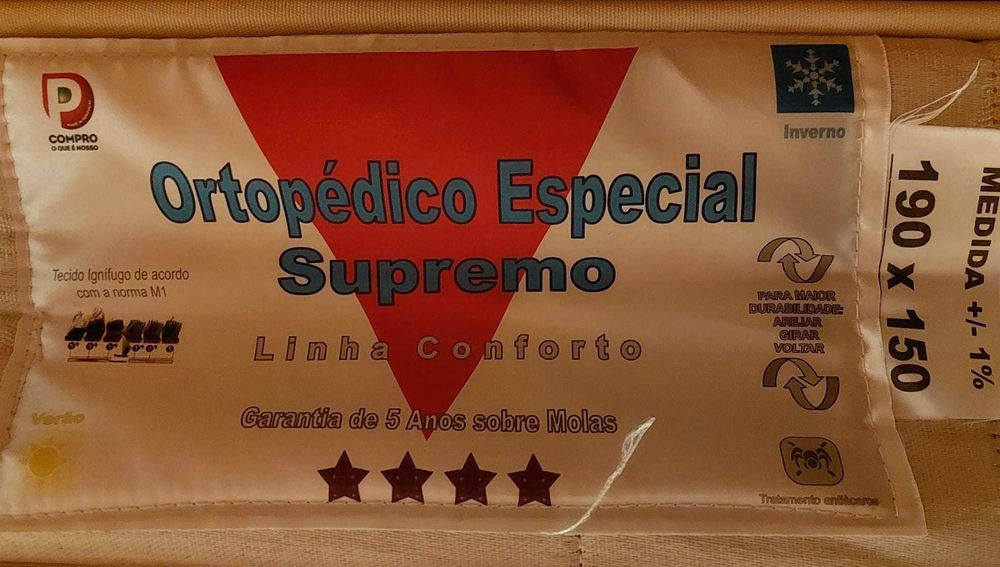 P
COMPRO
O QUE É NOSSO
Inverno
Ortopédico Especial
Supremo
Tecido Ignífugo de acordo
com a norma M1
Linha Conforto
PARA MAIOR
DURABILIDADE:
AREJAR
GIRAR
VOLTAR
Garantia de 5 Anos sobre Molas
Verão
Tratamento antiácaros
MEDIDA +/- 1%
190 x 150